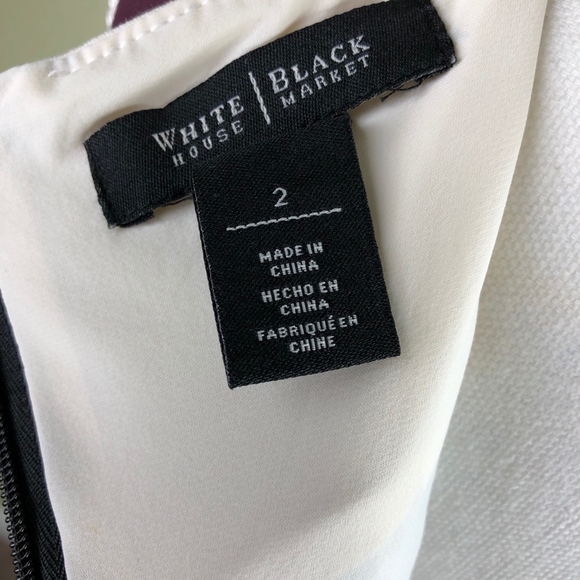 WHITE | BLACK
HOUSE | MARKET
2
MADE IN
CHINA
HECHO EN
CHINA
FABRIQUÉ EN
CHINE